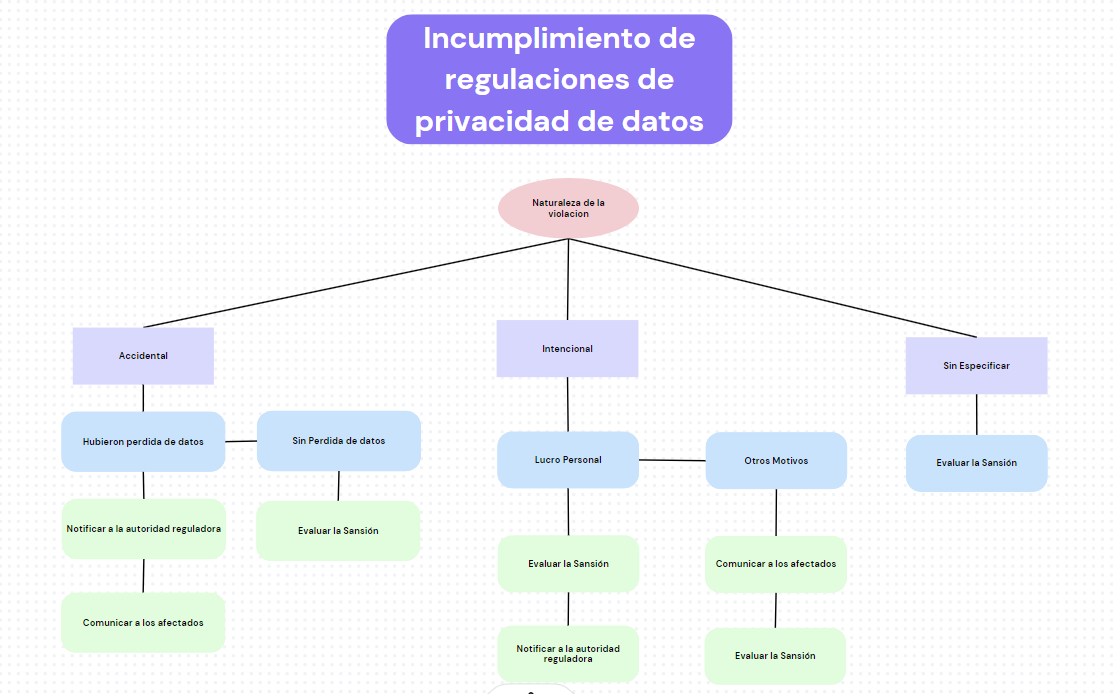 Incumplimiento de
regulaciones de
privacidad de datos
Naturaleza de la
violacion
Accidental
Intencional
Sin Especificar
Hubieron perdida de datos
Sin Perdida de datos
Lucro Personal
Otros Motivos
Evaluar la Sansión
Notificar a la autoridad reguladora
Evaluar la Sansión
Evaluar la Sansión
Comunicar a los afectados
Comunicar a los afectados
Notificar a la autoridad
reguladora
Evaluar la Sansión